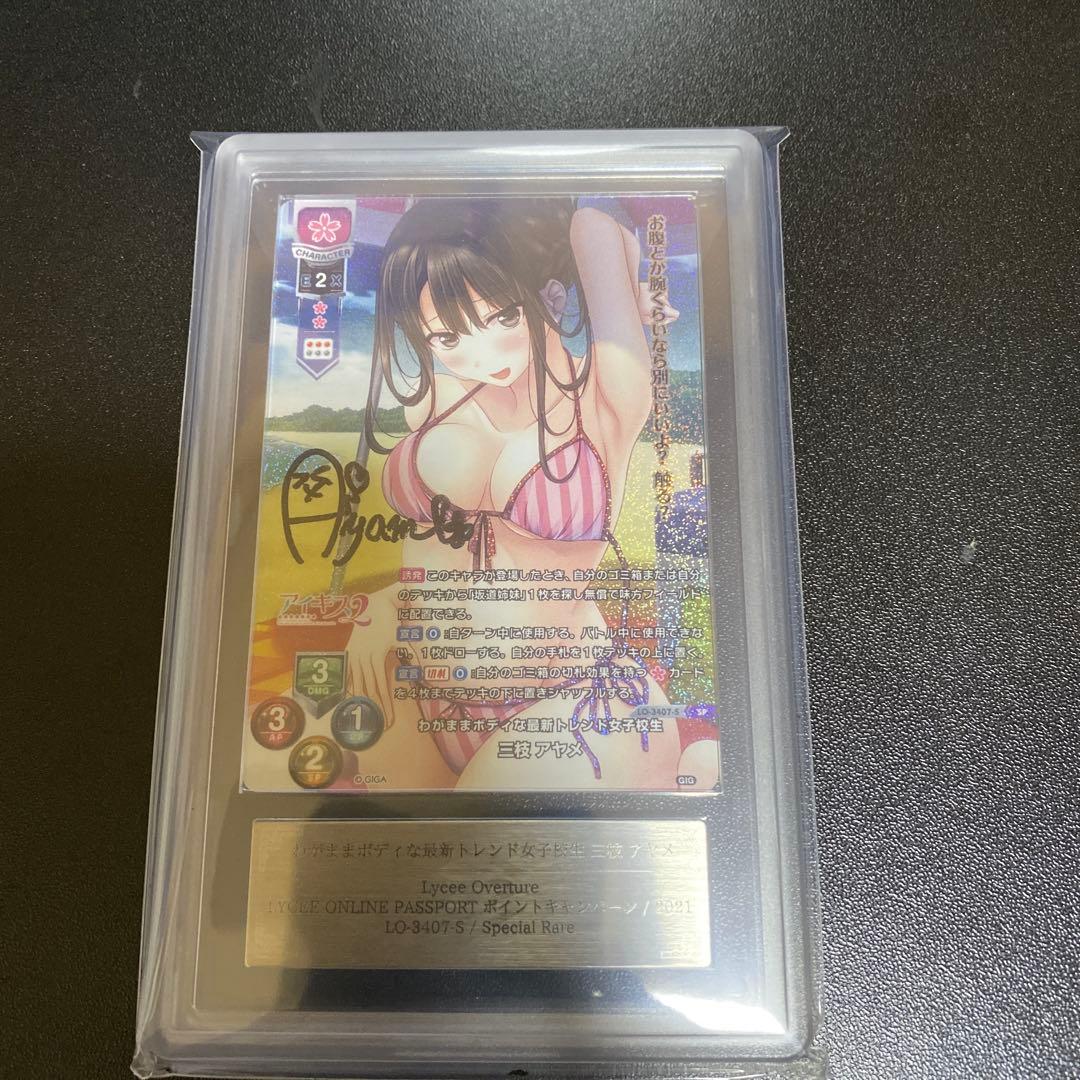 CHARACTER
E 2 X
お腹とか腕くらいなら別にいいよ？ 触る？
Ayame
誘発 このキャラが登場したとき、自分のゴミ箱または自分
のデッキから「坂道姉妹」1枚を探し無償で味方フィールド
に配置できる。
宣言 0 :自ターン中に使用する。バトル中に使用できな
い。1枚ドローする。自分の手札を1枚デッキの上に置く。
宣言 切札 0 :自分のゴミ箱の切札効果を持つ カード
を4枚までデッキの下に置きシャッフルする。
アイキス2
3
DMG
3
AP
1
DP
2
SP
LO-3407-S SP
わがままボディな最新トレンド女子校生
三枝 アヤメ
© GIGA
GIG
わがままボディな最新トレンド女子校生 三枝 アヤメ
Lycee Overture
LYCEE ONLINE PASSPORT ポイントキャンペーン / 2021
LO-3407-S / Special Rare